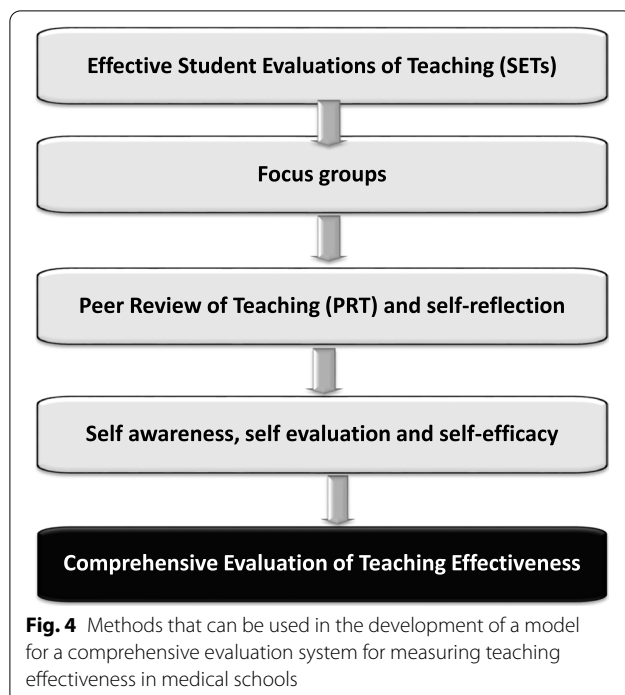 Effective Student Evaluations of Teaching (SETs)
Focus groups
Peer Review of Teaching (PRT) and self-reflection
Self awareness, self evaluation and self-efficacy
Comprehensive Evaluation of Teaching Effectiveness
Fig. 4 Methods that can be used in the development of a model
for a comprehensive evaluation system for measuring teaching
effectiveness in medical schools